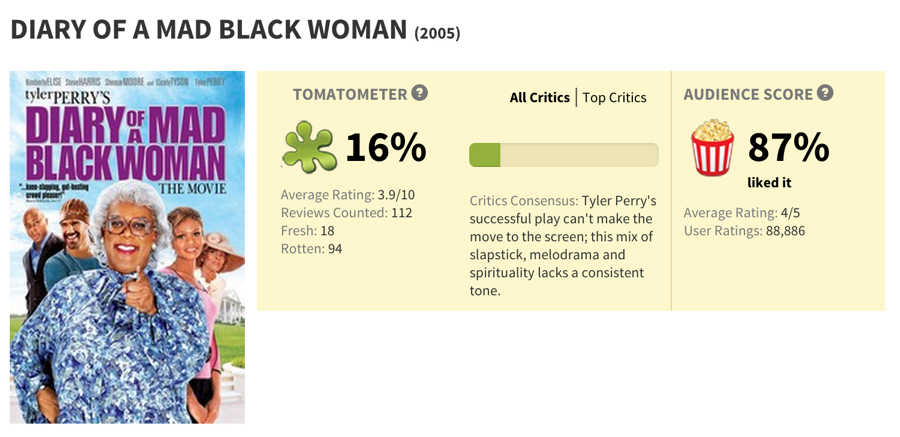 DIARY OF A MAD BLACK WOMAN (2005)
KimberlyELISE SteveHARRIS ShemarMOORE and CicelyTYSON TylerPERRY
tylerPERRY'S
DIARY OF A MAD
BLACK WOMAN
THE MOVIE
"...knee-slapping, gut-busting
crowd pleaser!"
TOMATOMETER ?
All Critics | Top Critics
16%
Average Rating: 3.9/10
Reviews Counted: 112
Fresh: 18
Rotten: 94
Critics Consensus: Tyler Perry's
successful play can't make the
move to the screen; this mix of
slapstick, melodrama and
spirituality lacks a consistent
tone.
AUDIENCE SCORE ?
87%
liked it
Average Rating: 4/5
User Ratings: 88,886